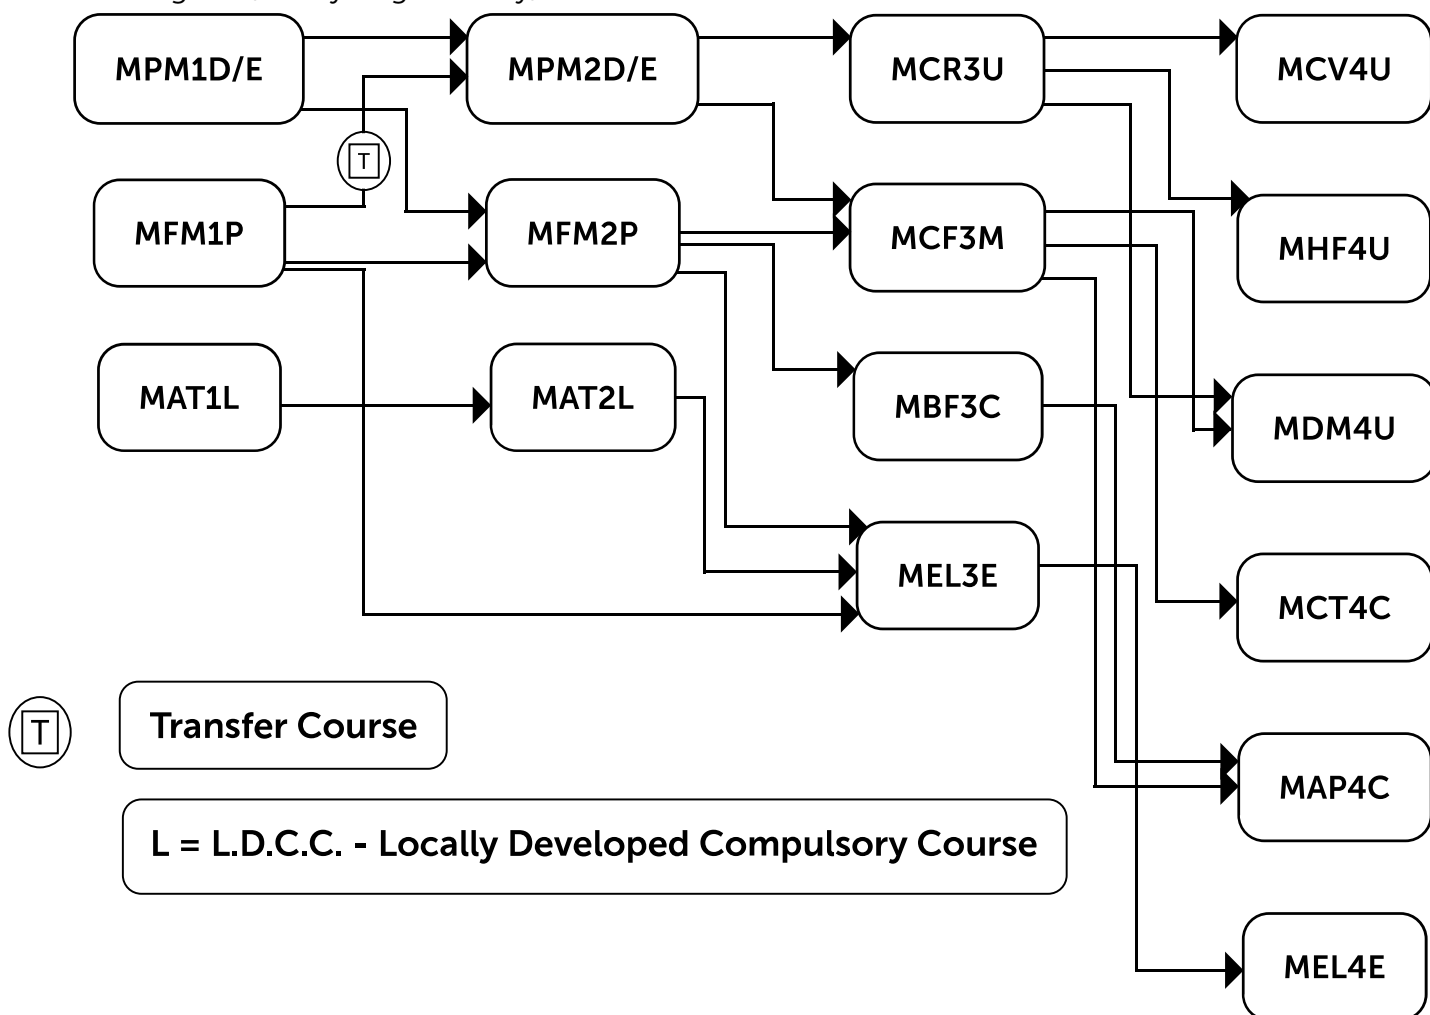 MPM1D/E
MPM2D/E
MCR3U
MCV4U
T
MFM1P
MFM2P
MCF3M
MHF4U
MAT1L
MAT2L
MBF3C
MDM4U
MEL3E
MCT4C
T
Transfer Course
MAP4C
L = L.D.C.C. - Locally Developed Compulsory Course
MEL4E